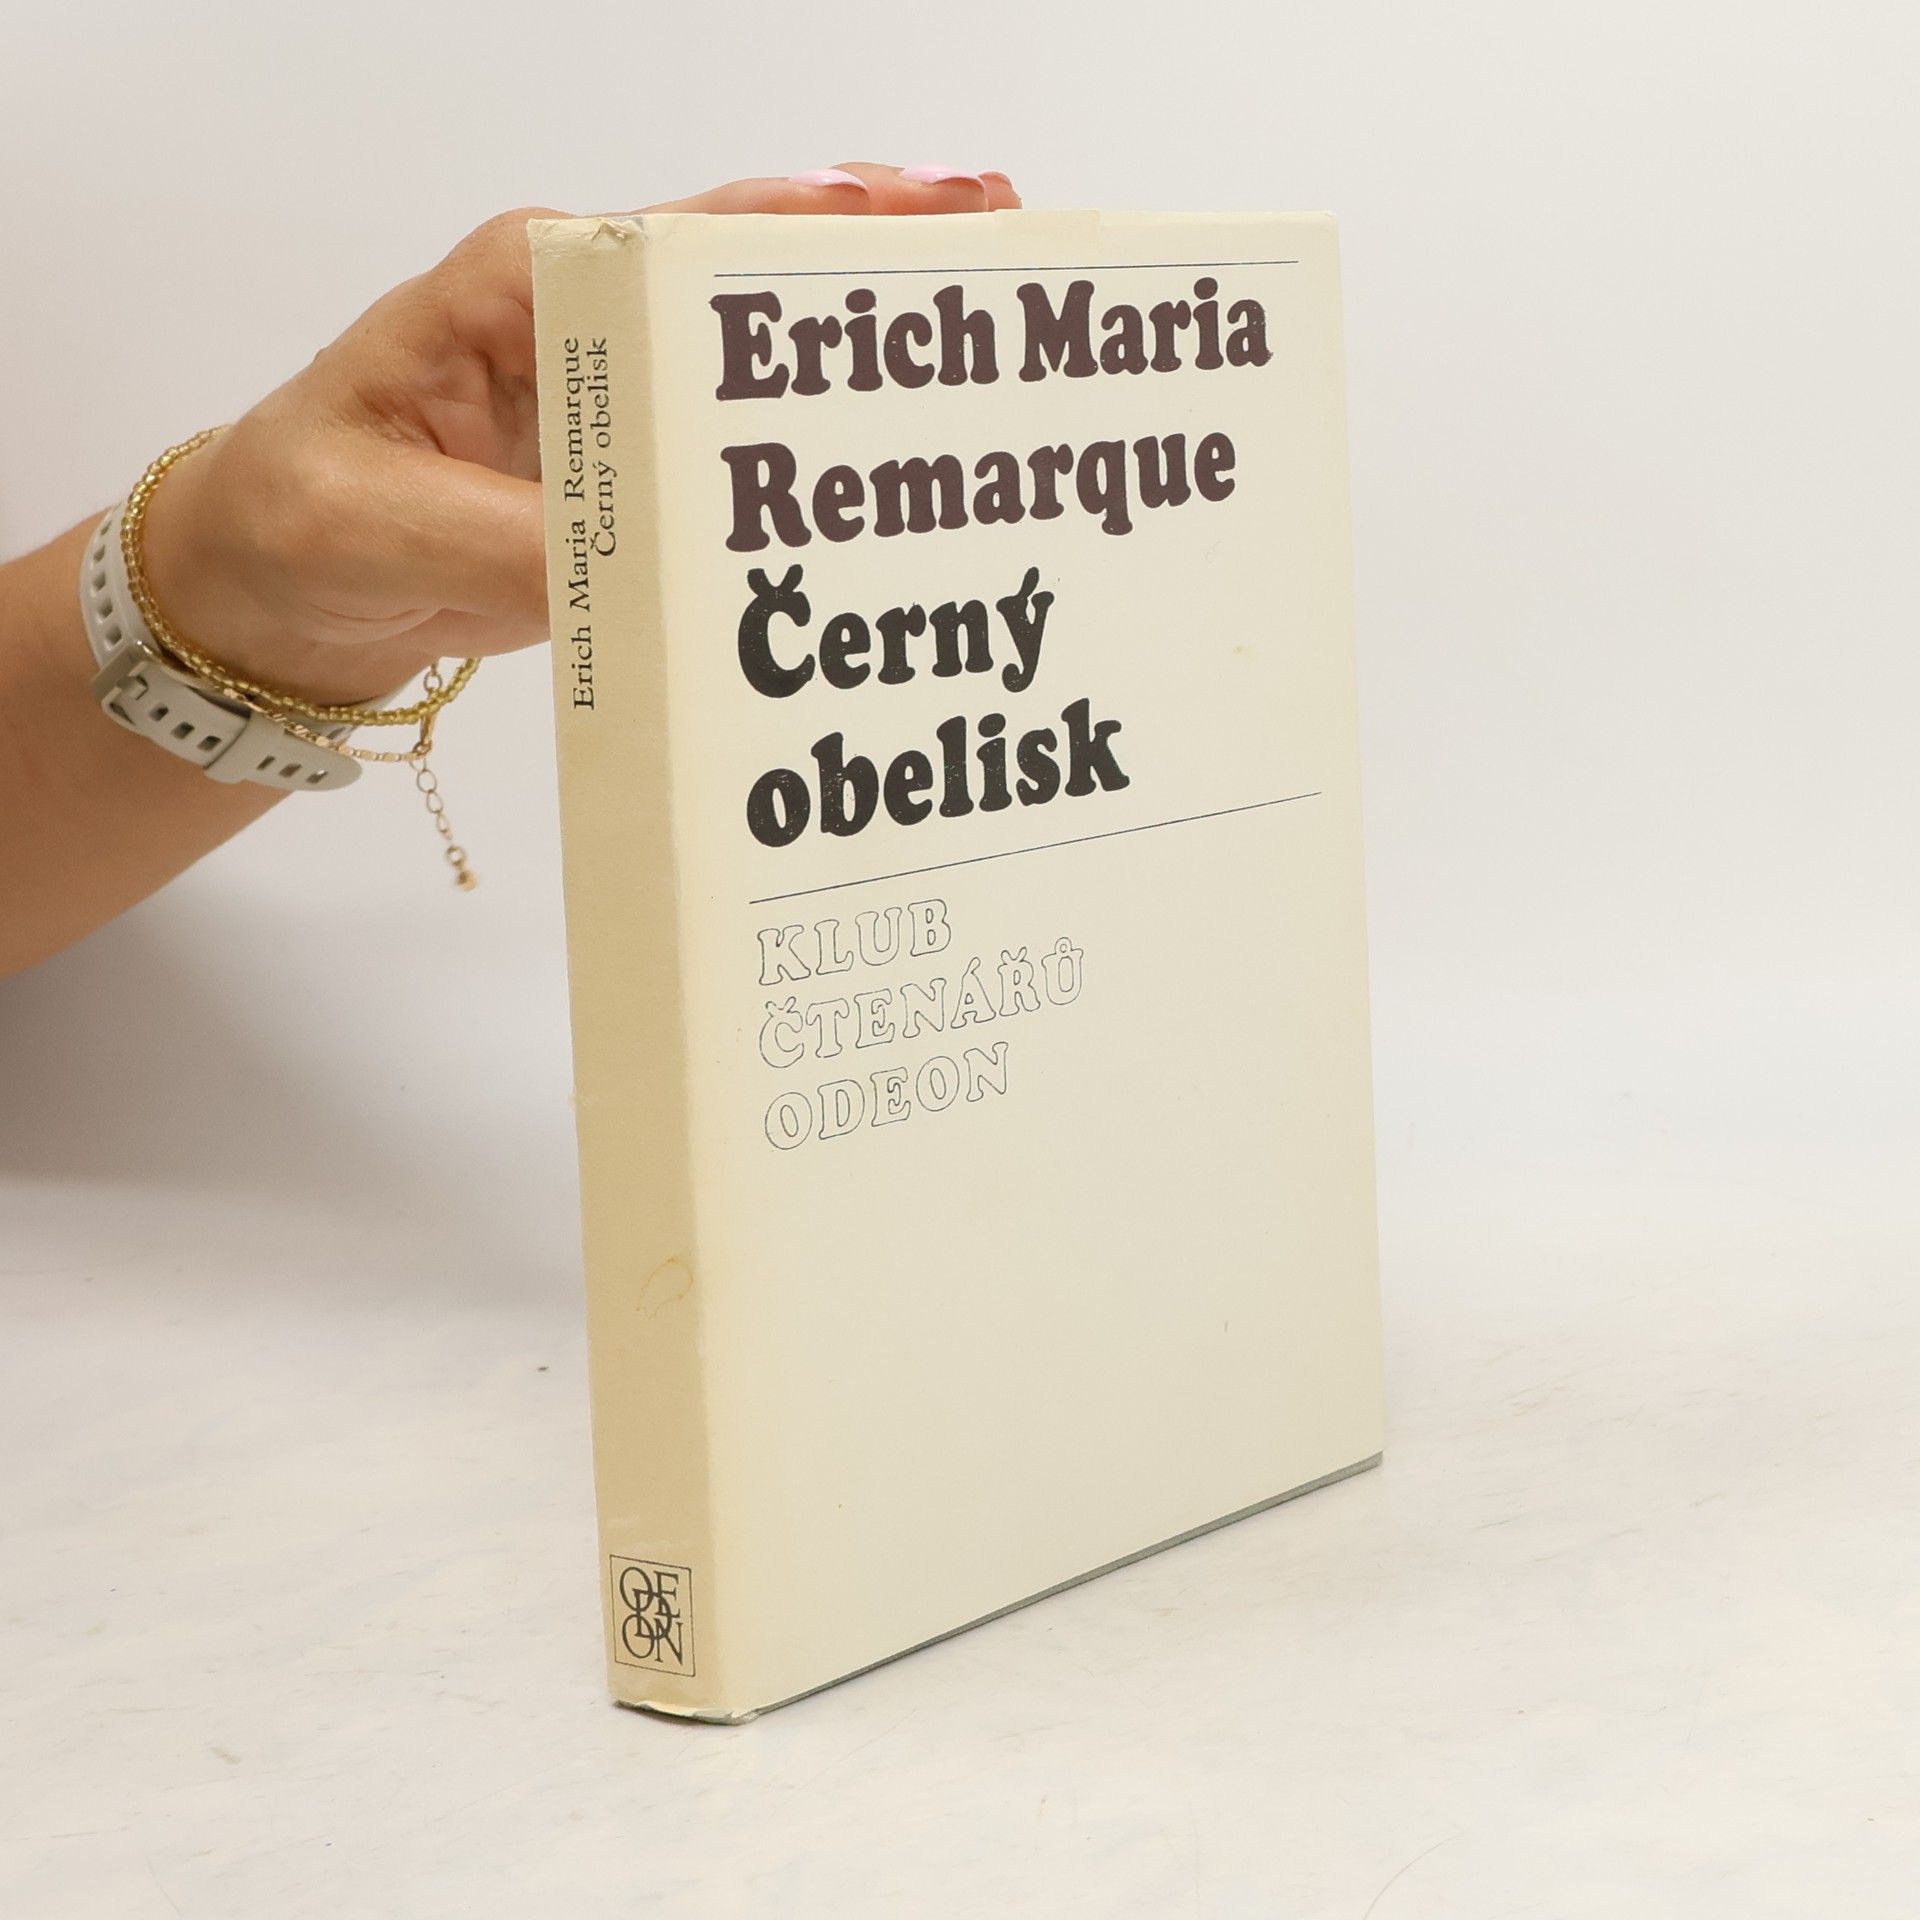 Erich Maria Remarque
Černý obelisk
Erich Maria
Remarque
Černý
obelisk
KLUB
ČTENÁŘŮ
ODEON
ODEON